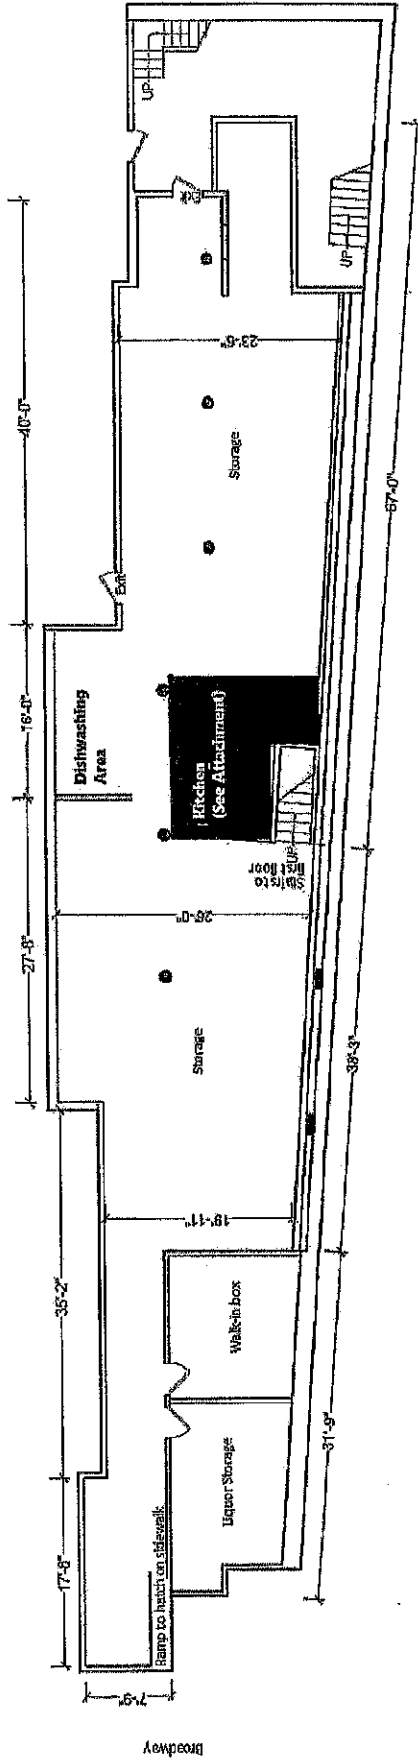 17'-8"
35'-2"
27'-8"
16'-0"
40'-0"
UP
Dishwashing
Area
Exit
7'-9"
Ramp to hatch on sidewalk
19'-11"
26'-0"
23'-6"
Storage
Kitchen
(See Attachment)
Storage
Liquor Storage
Walk-in box
Stairs to
first floor
UP
UP
31'-9"
38'-3"
67'-0"
Broadway